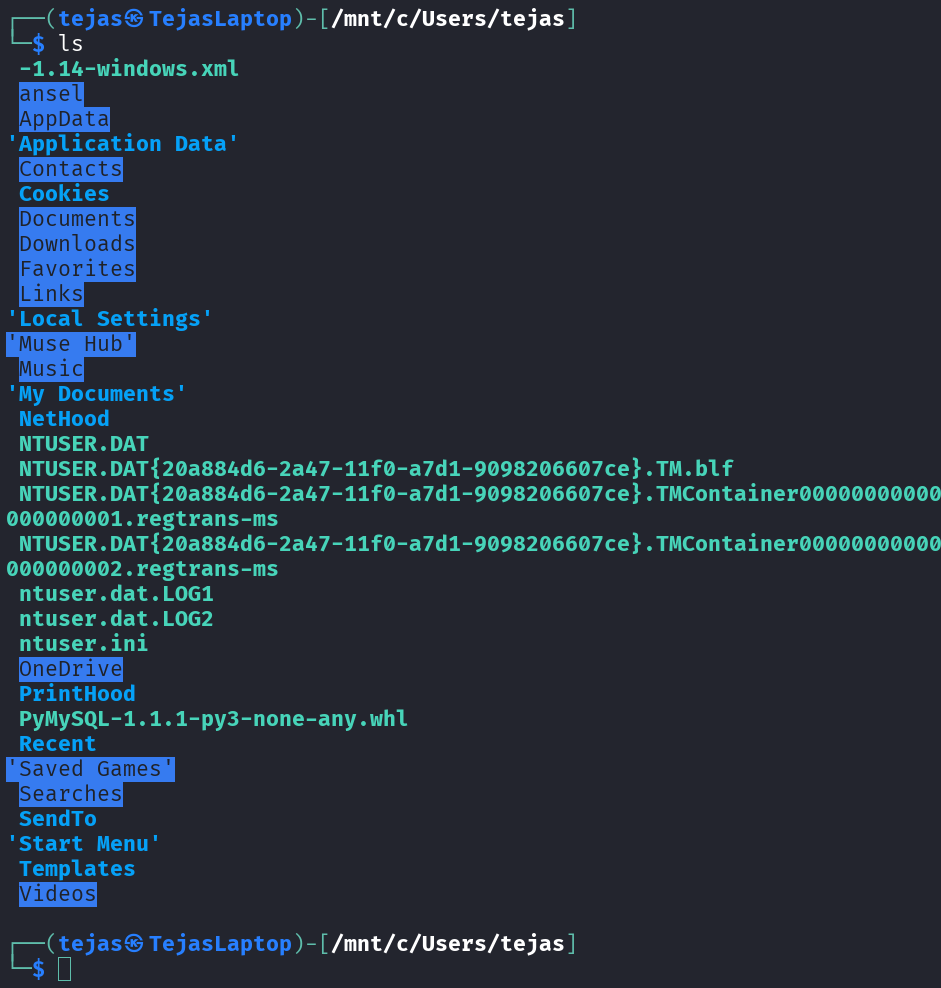 ┌──(tejas㉿TejasLaptop)-[/mnt/c/Users/tejas]
└─$ ls
 -1.14-windows.xml
 ansel
 AppData
'Application Data'
 Contacts
 Cookies
 Documents
 Downloads
 Favorites
 Links
'Local Settings'
'Muse Hub'
 Music
'My Documents'
 NetHood
 NTUSER.DAT
 NTUSER.DAT{20a884d6-2a47-11f0-a7d1-9098206607ce}.TM.blf
 NTUSER.DAT{20a884d6-2a47-11f0-a7d1-9098206607ce}.TMContainer00000000000
000000001.regtrans-ms
 NTUSER.DAT{20a884d6-2a47-11f0-a7d1-9098206607ce}.TMContainer00000000000
000000002.regtrans-ms
 ntuser.dat.LOG1
 ntuser.dat.LOG2
 ntuser.ini
 OneDrive
 PrintHood
 PyMySQL-1.1.1-py3-none-any.whl
 Recent
'Saved Games'
 Searches
 SendTo
'Start Menu'
 Templates
 Videos

┌──(tejas㉿TejasLaptop)-[/mnt/c/Users/tejas]
└─$